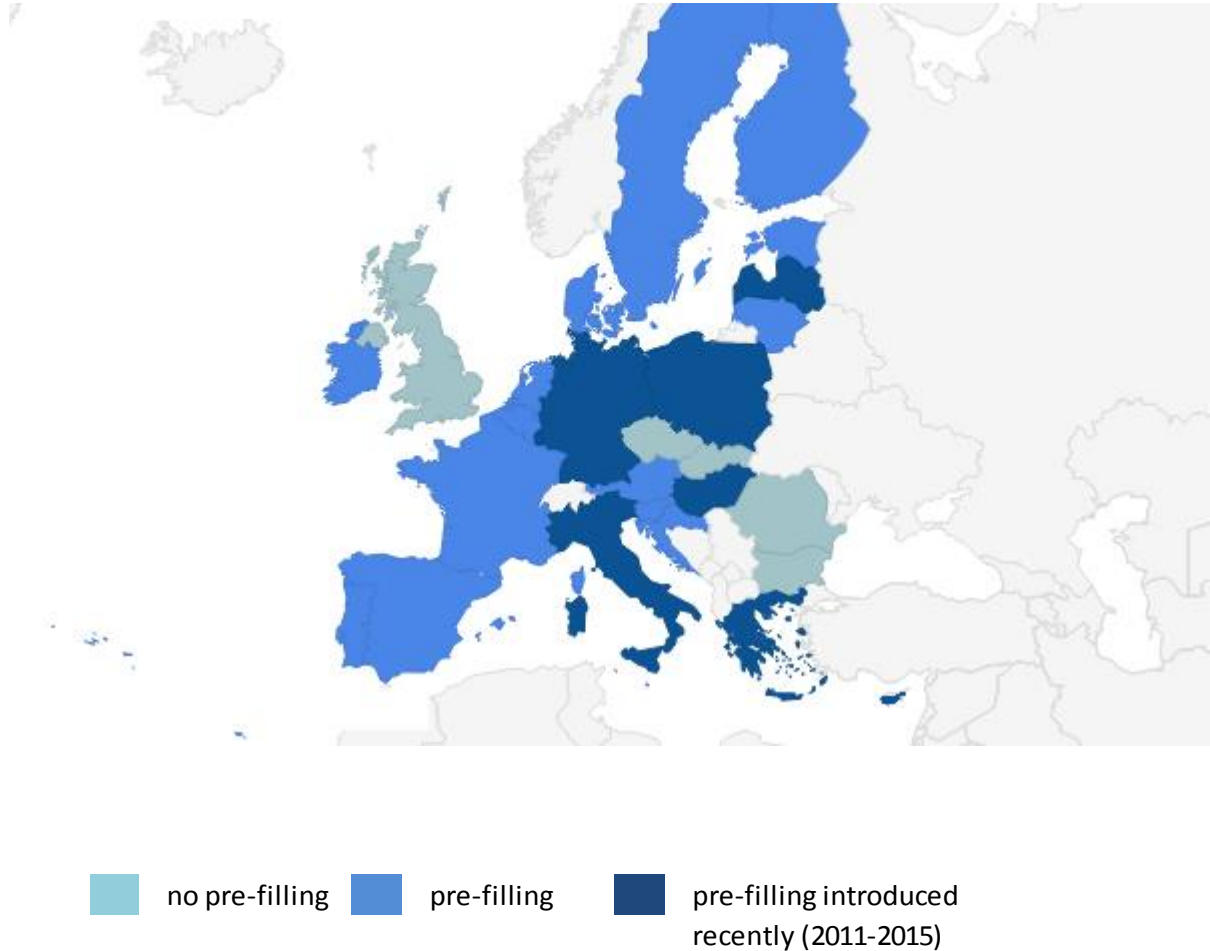 no pre-filling
pre-filling
pre-filling introduced
recently (2011-2015)